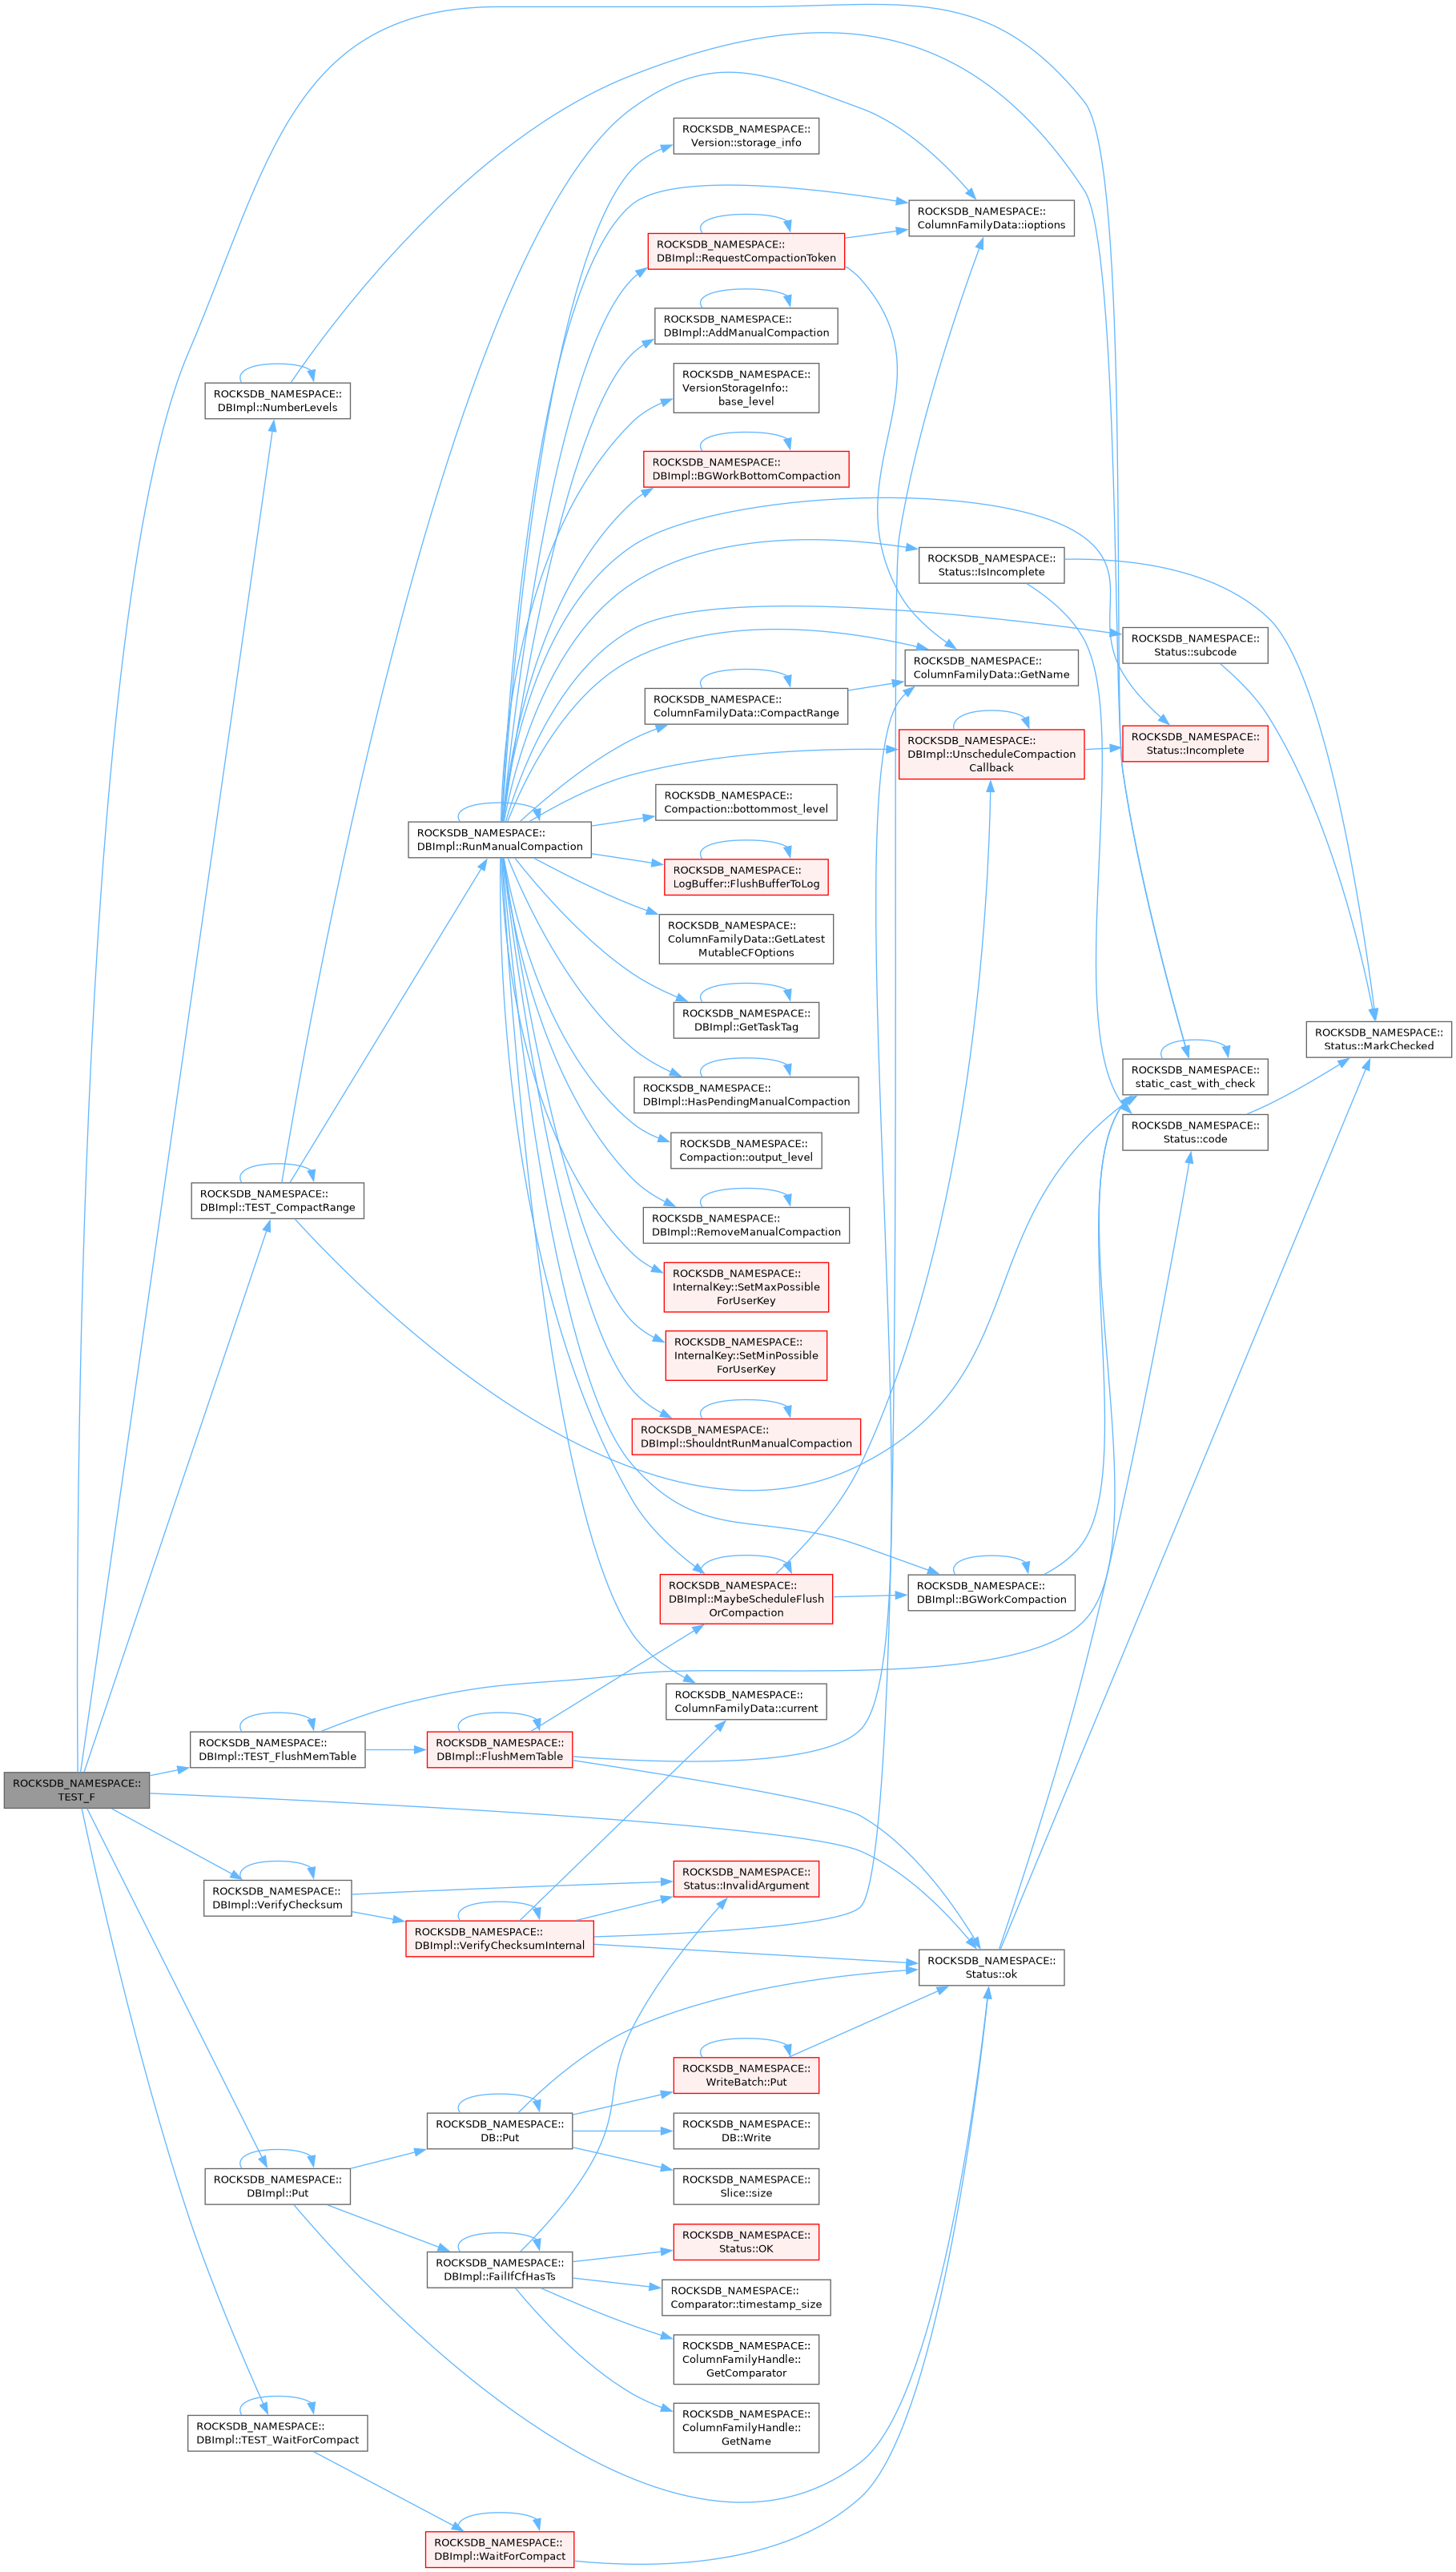 ROCKSDB_NAMESPACE::
Version::storage_info
ROCKSDB_NAMESPACE::
ColumnFamilyData::ioptions
ROCKSDB_NAMESPACE::
DBImpl::RequestCompactionToken
ROCKSDB_NAMESPACE::
DBImpl::AddManualCompaction
ROCKSDB_NAMESPACE::
DBImpl::NumberLevels
ROCKSDB_NAMESPACE::
VersionStorageInfo::
base_level
ROCKSDB_NAMESPACE::
DBImpl::BGWorkBottomCompaction
ROCKSDB_NAMESPACE::
Status::IsIncomplete
ROCKSDB_NAMESPACE::
Status::subcode
ROCKSDB_NAMESPACE::
ColumnFamilyData::GetName
ROCKSDB_NAMESPACE::
ColumnFamilyData::CompactRange
ROCKSDB_NAMESPACE::
DBImpl::UnscheduleCompaction
Callback
ROCKSDB_NAMESPACE::
Status::Incomplete
ROCKSDB_NAMESPACE::
Compaction::bottommost_level
ROCKSDB_NAMESPACE::
DBImpl::RunManualCompaction
ROCKSDB_NAMESPACE::
LogBuffer::FlushBufferToLog
ROCKSDB_NAMESPACE::
ColumnFamilyData::GetLatest
MutableCFOptions
ROCKSDB_NAMESPACE::
DBImpl::GetTaskTag
ROCKSDB_NAMESPACE::
Status::MarkChecked
ROCKSDB_NAMESPACE::
static_cast_with_check
ROCKSDB_NAMESPACE::
DBImpl::HasPendingManualCompaction
ROCKSDB_NAMESPACE::
Status::code
ROCKSDB_NAMESPACE::
Compaction::output_level
ROCKSDB_NAMESPACE::
DBImpl::TEST_CompactRange
ROCKSDB_NAMESPACE::
DBImpl::RemoveManualCompaction
ROCKSDB_NAMESPACE::
InternalKey::SetMaxPossible
ForUserKey
ROCKSDB_NAMESPACE::
InternalKey::SetMinPossible
ForUserKey
ROCKSDB_NAMESPACE::
DBImpl::ShouldntRunManualCompaction
ROCKSDB_NAMESPACE::
DBImpl::MaybeScheduleFlush
OrCompaction
ROCKSDB_NAMESPACE::
DBImpl::BGWorkCompaction
ROCKSDB_NAMESPACE::
ColumnFamilyData::current
ROCKSDB_NAMESPACE::
DBImpl::TEST_FlushMemTable
ROCKSDB_NAMESPACE::
DBImpl::FlushMemTable
ROCKSDB_NAMESPACE::
TEST_F
ROCKSDB_NAMESPACE::
DBImpl::VerifyChecksum
ROCKSDB_NAMESPACE::
Status::InvalidArgument
ROCKSDB_NAMESPACE::
DBImpl::VerifyChecksumInternal
ROCKSDB_NAMESPACE::
Status::ok
ROCKSDB_NAMESPACE::
WriteBatch::Put
ROCKSDB_NAMESPACE::
DB::Put
ROCKSDB_NAMESPACE::
DB::Write
ROCKSDB_NAMESPACE::
DBImpl::Put
ROCKSDB_NAMESPACE::
Slice::size
ROCKSDB_NAMESPACE::
Status::OK
ROCKSDB_NAMESPACE::
DBImpl::FailIfCfHasTs
ROCKSDB_NAMESPACE::
Comparator::timestamp_size
ROCKSDB_NAMESPACE::
ColumnFamilyHandle::
GetComparator
ROCKSDB_NAMESPACE::
ColumnFamilyHandle::
GetName
ROCKSDB_NAMESPACE::
DBImpl::TEST_WaitForCompact
ROCKSDB_NAMESPACE::
DBImpl::WaitForCompact